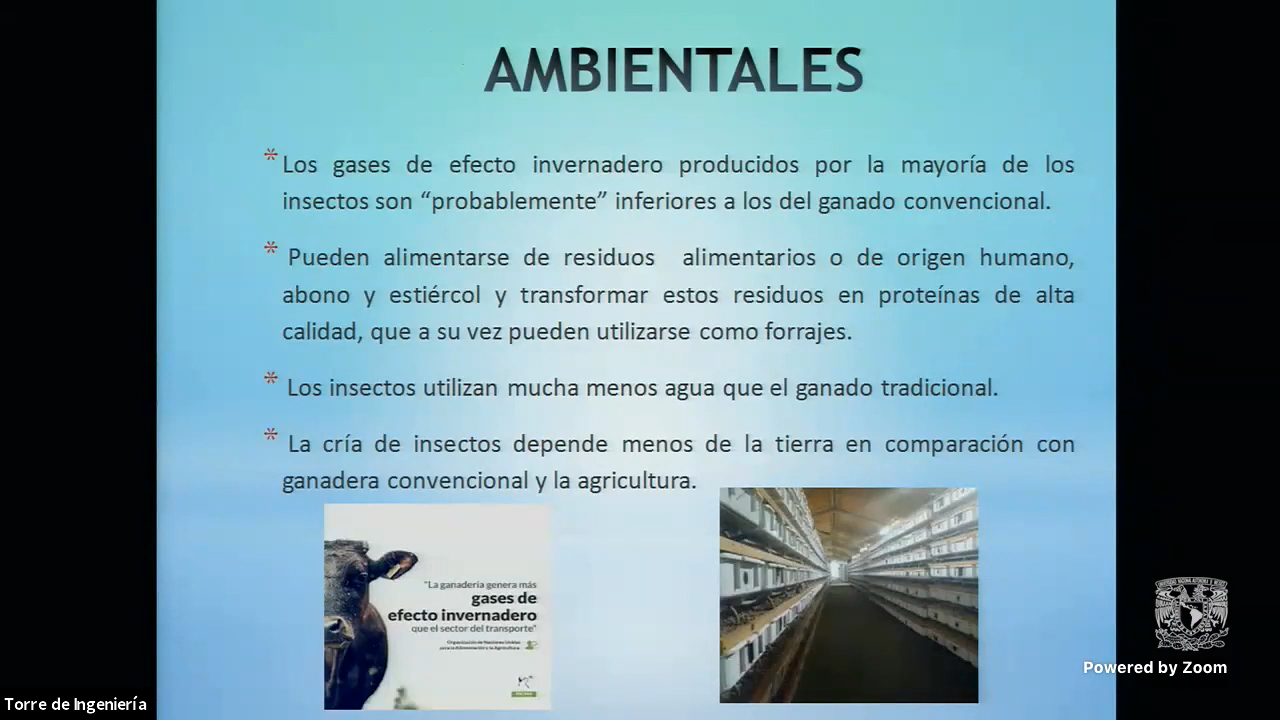 AMBIENTALES
* Los gases de efecto invernadero producidos por la mayoría de los
insectos son “probablemente” inferiores a los del ganado convencional.
* Pueden alimentarse de residuos alimentarios o de origen humano,
abono y estiércol y transformar estos residuos en proteínas de alta
calidad, que a su vez pueden utilizarse como forrajes.
* Los insectos utilizan mucha menos agua que el ganado tradicional.
* La cría de insectos depende menos de la tierra en comparación con
ganadera convencional y la agricultura.
"La ganadería genera más
gases de
efecto invernadero
que el sector del transporte"
Organización de Naciones Unidas
para la Alimentación y la Agricultura.
Powered by Zoom
Torre de Ingeniería